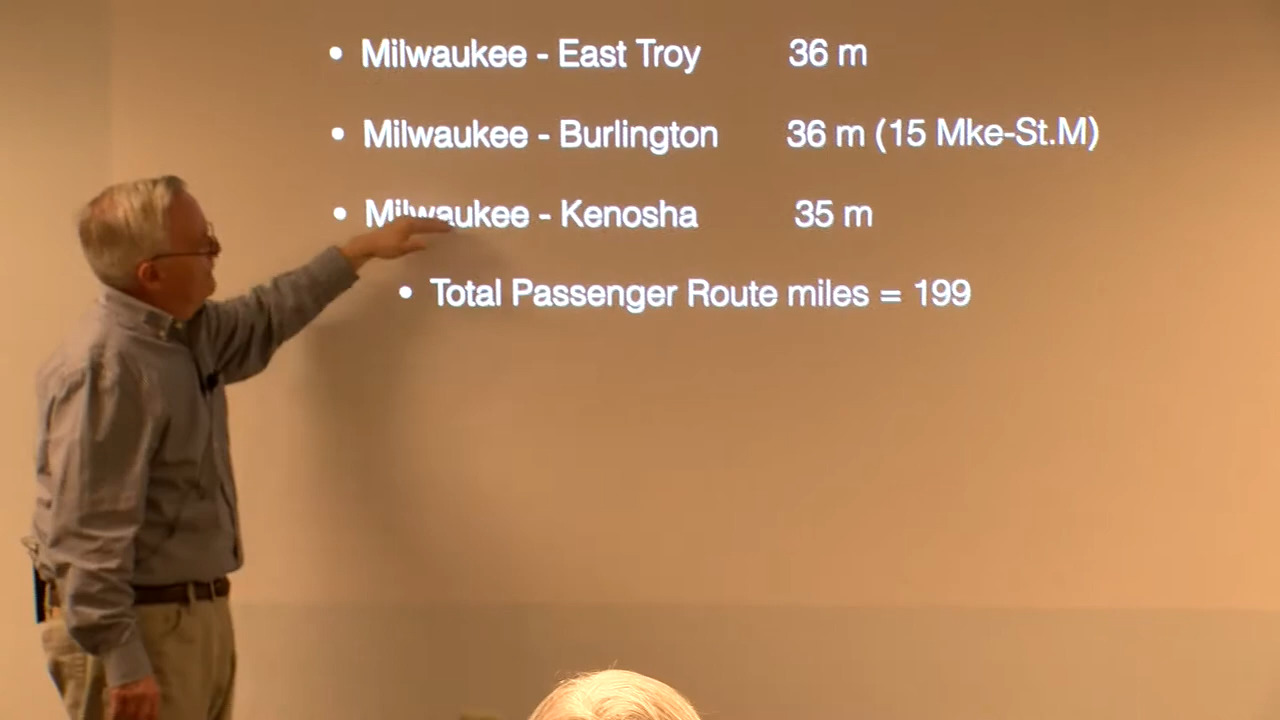 • Milwaukee - East Troy 36 m
• Milwaukee - Burlington 36 m (15 Mke-St.M)
• Milwaukee - Kenosha 35 m
• Total Passenger Route miles = 199